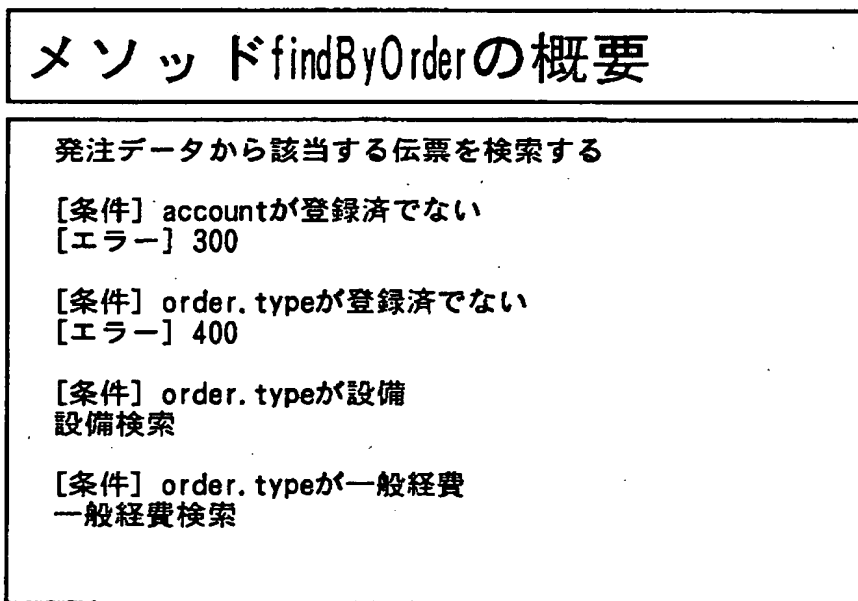 メソッドfindByOrderの概要
発注データから該当する伝票を検索する
[条件] accountが登録済でない
[エラー] 300
[条件] order.typeが登録済でない
[エラー] 400
[条件] order.typeが設備
設備検索
[条件] order.typeが一般経費
一般経費検索